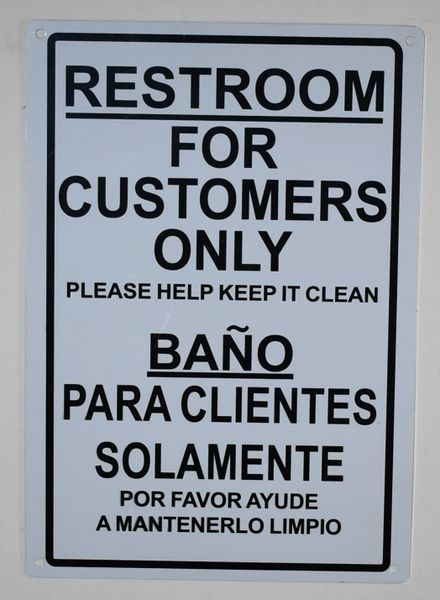 RESTROOM
FOR
CUSTOMERS
ONLY
PLEASE HELP KEEP IT CLEAN
BAÑO
PARA CLIENTES
SOLAMENTE
POR FAVOR AYUDE
A MANTENERLO LIMPIO